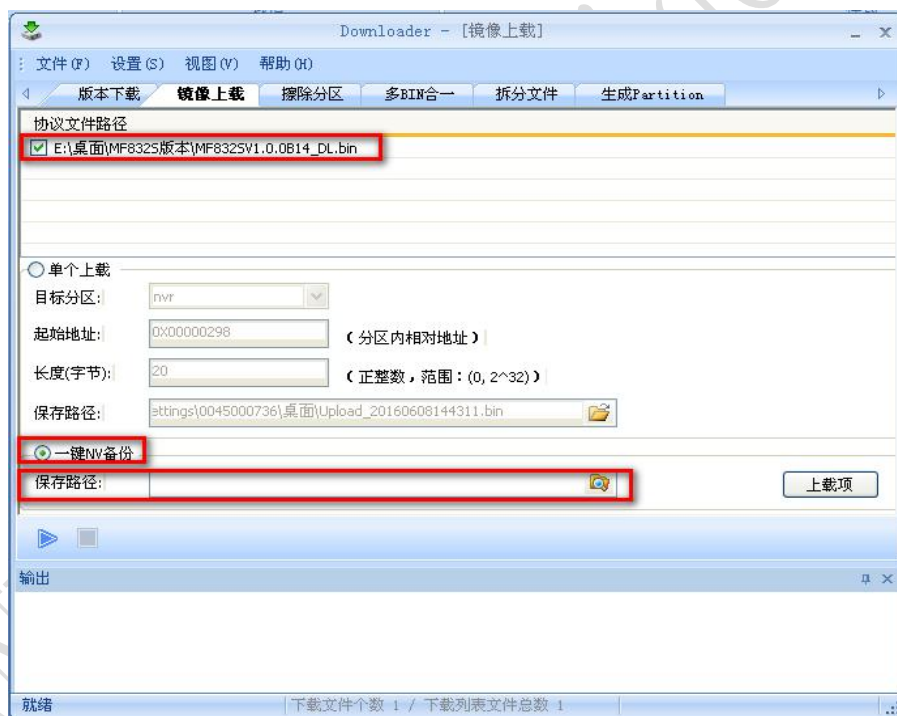 Downloader - [镜像上载]
文件(F) 设置(S) 视图(V) 帮助(H)
版本下载 镜像上载 擦除分区 多BIN合一 拆分文件 生成Partition
协议文件路径
E:\桌面\MF832S版本\MF832SV1.0.0B14_DL.bin
单个上载
目标分区: nvr
起始地址: 0X00000298 (分区内相对地址)
长度(字节): 20 (正整数,范围:(0, 2^32))
保存路径: ettings\0045000736\桌面\Upload_20160608144311.bin
一键NV备份
保存路径: 上载项
输出
就绪 下载文件个数 1 / 下载列表文件总数 1